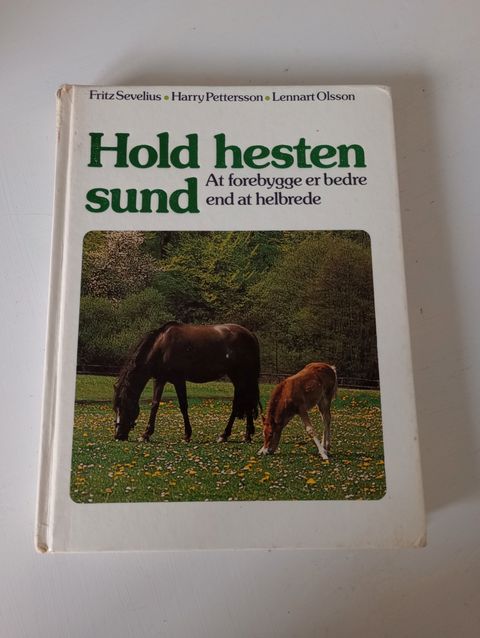 Fritz Sevelius • Harry Pettersson • Lennart Olsson
Hold hesten
sund
At forebygge er bedre
end at helbrede